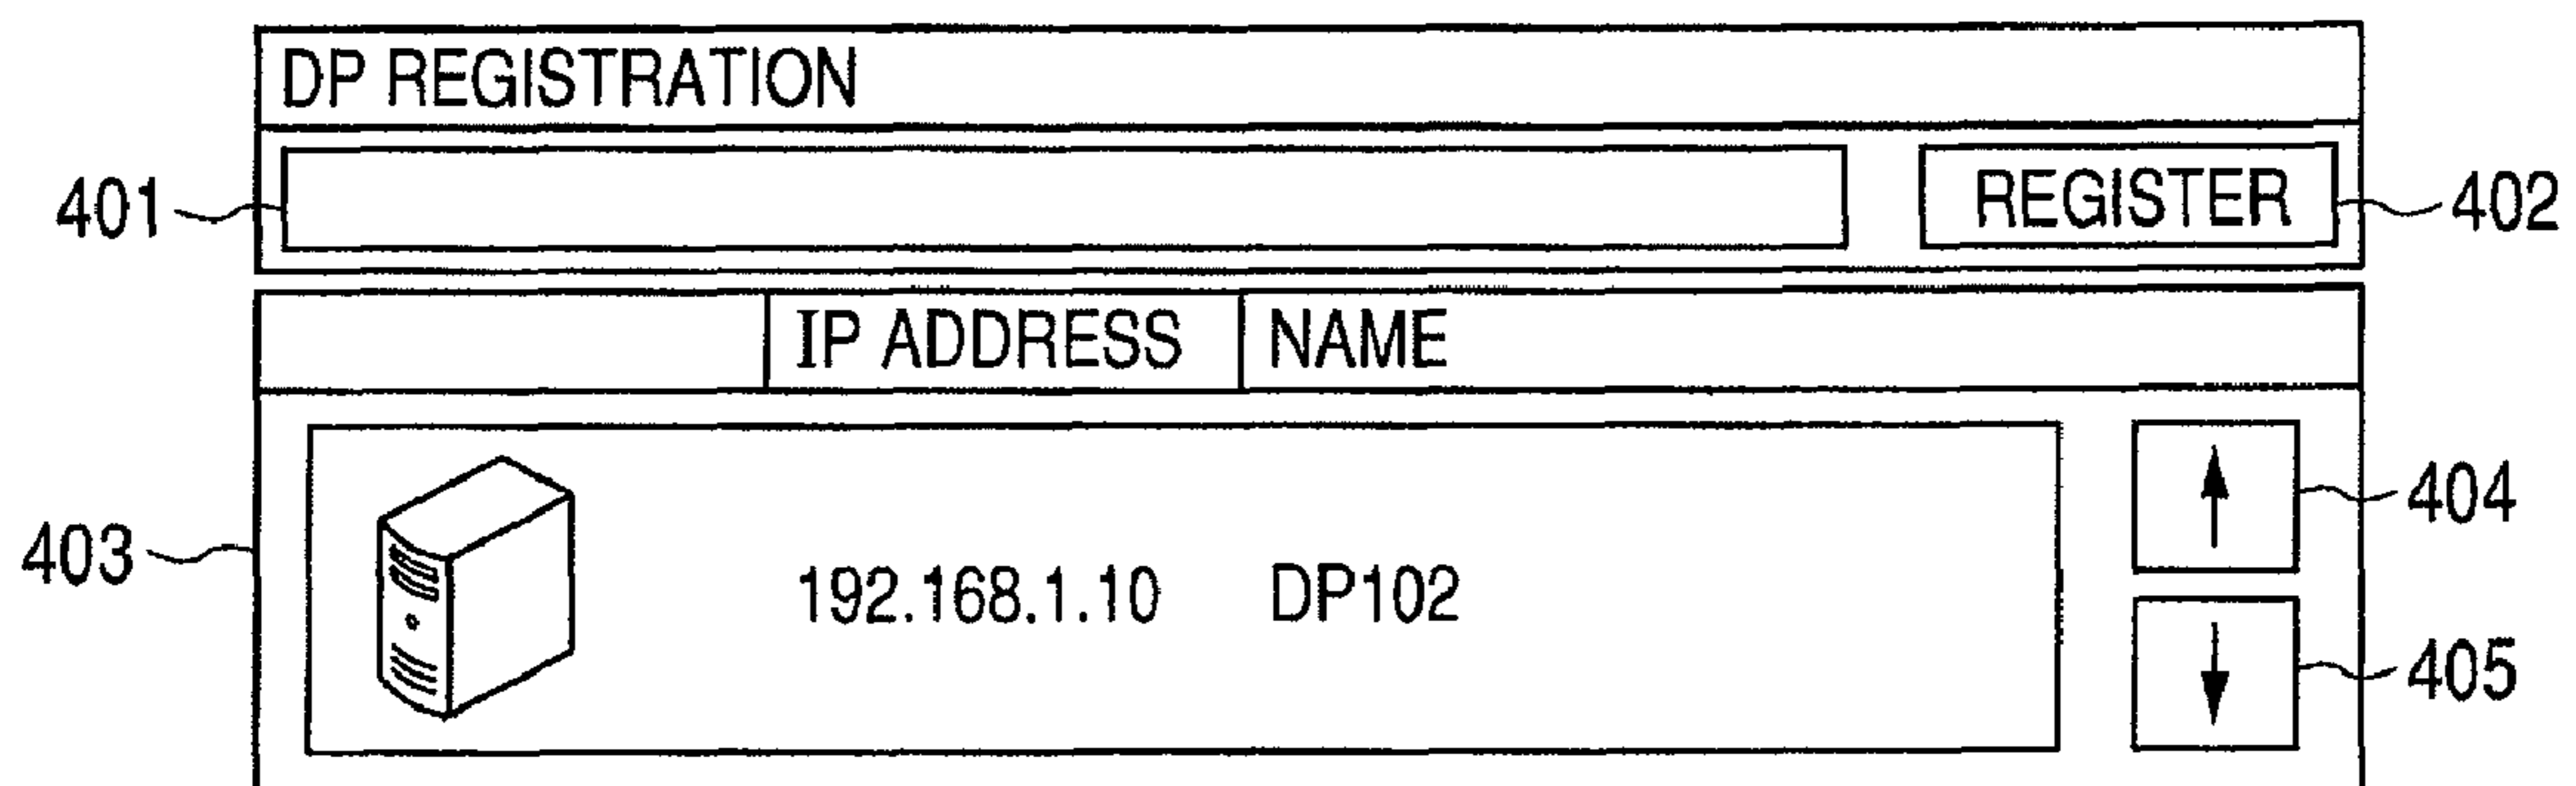 DP REGISTRATION
401 REGISTER 402
IP ADDRESS NAME
404
403
192.168.1.10 DP102
405